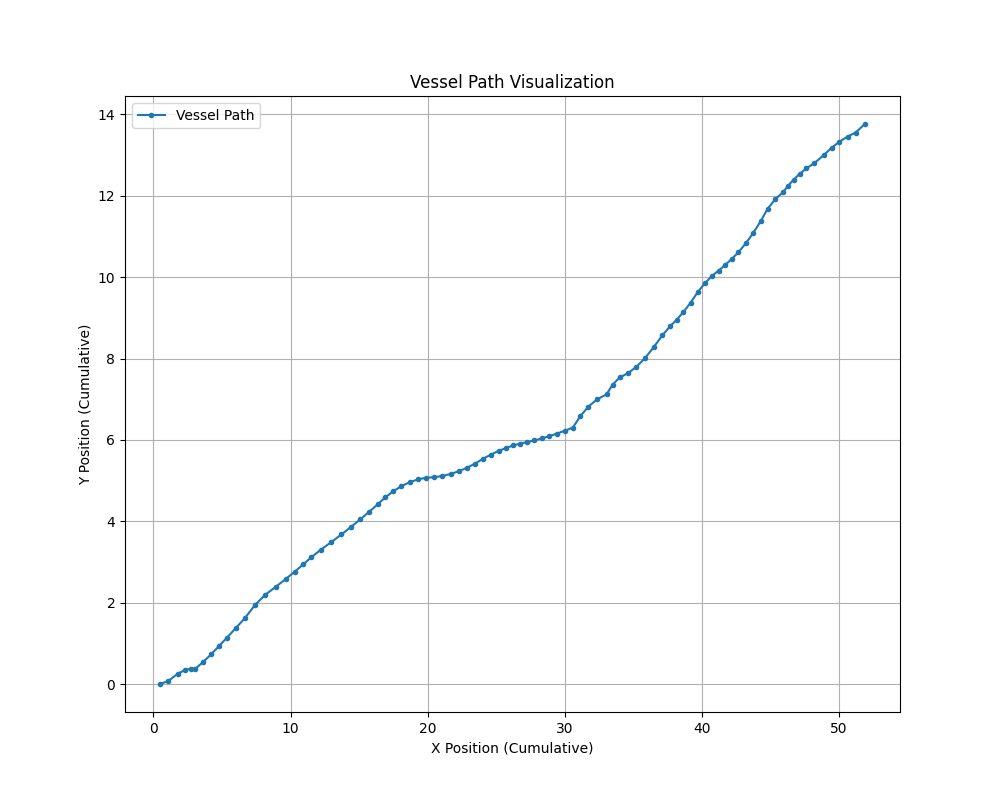 Vessel Path Visualization
Vessel Path
14
12
10
8
6
4
2
0
Y Position (Cumulative)
0 10 20 30 40 50
X Position (Cumulative)